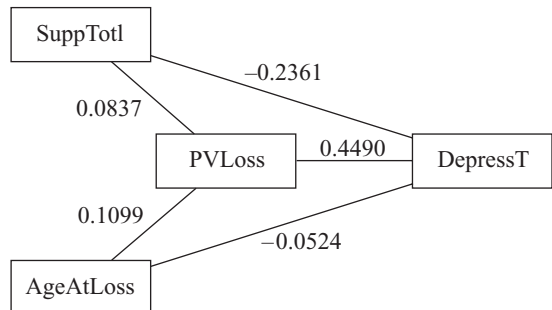 SuppTotl
–0.2361
0.0837
PVLoss
0.4490
DepressT
0.1099
–0.0524
AgeAtLoss